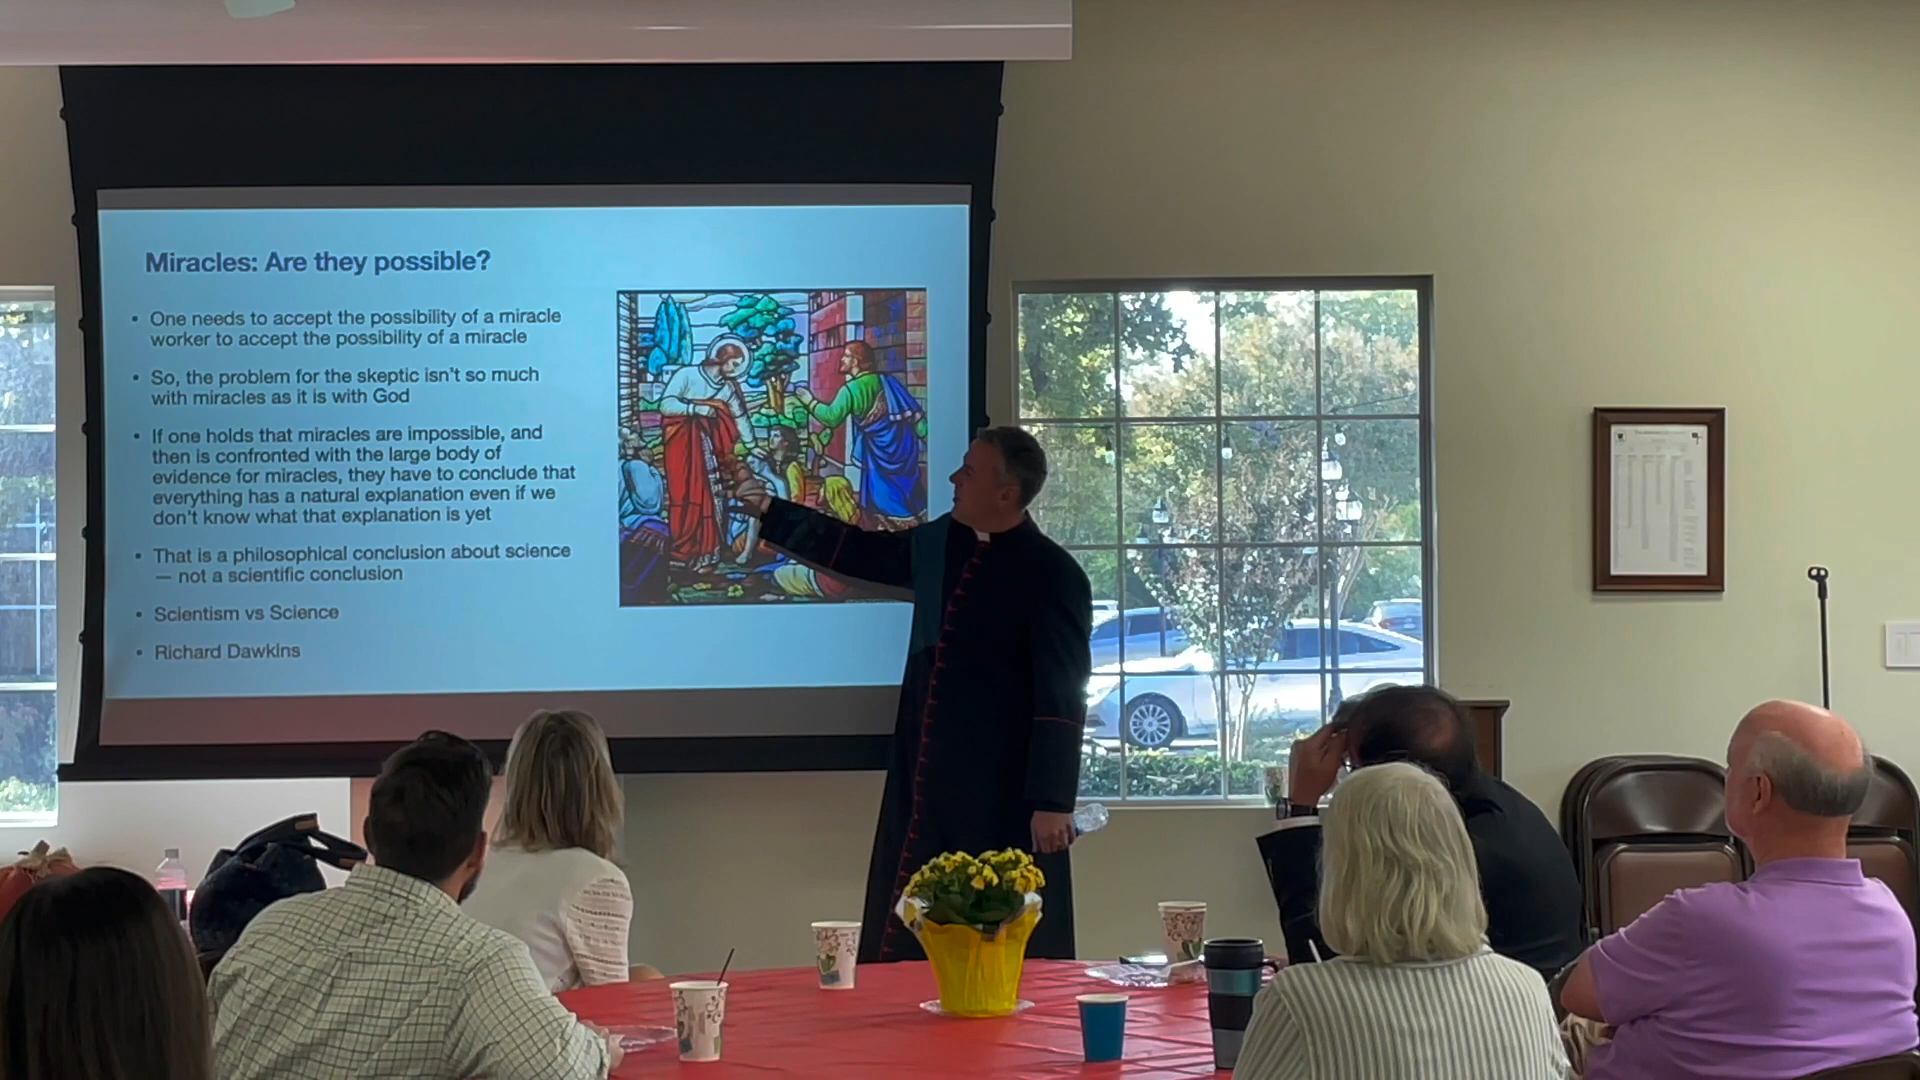 Miracles: Are they possible?
• One needs to accept the possibility of a miracle
worker to accept the possibility of a miracle
• So, the problem for the skeptic isn't so much
with miracles as it is with God
• If one holds that miracles are impossible, and
then is confronted with the large body of
evidence for miracles, they have to conclude that
everything has a natural explanation even if we
don't know what that explanation is yet
• That is a philosophical conclusion about science
— not a scientific conclusion
• Scientism vs Science
• Richard Dawkins